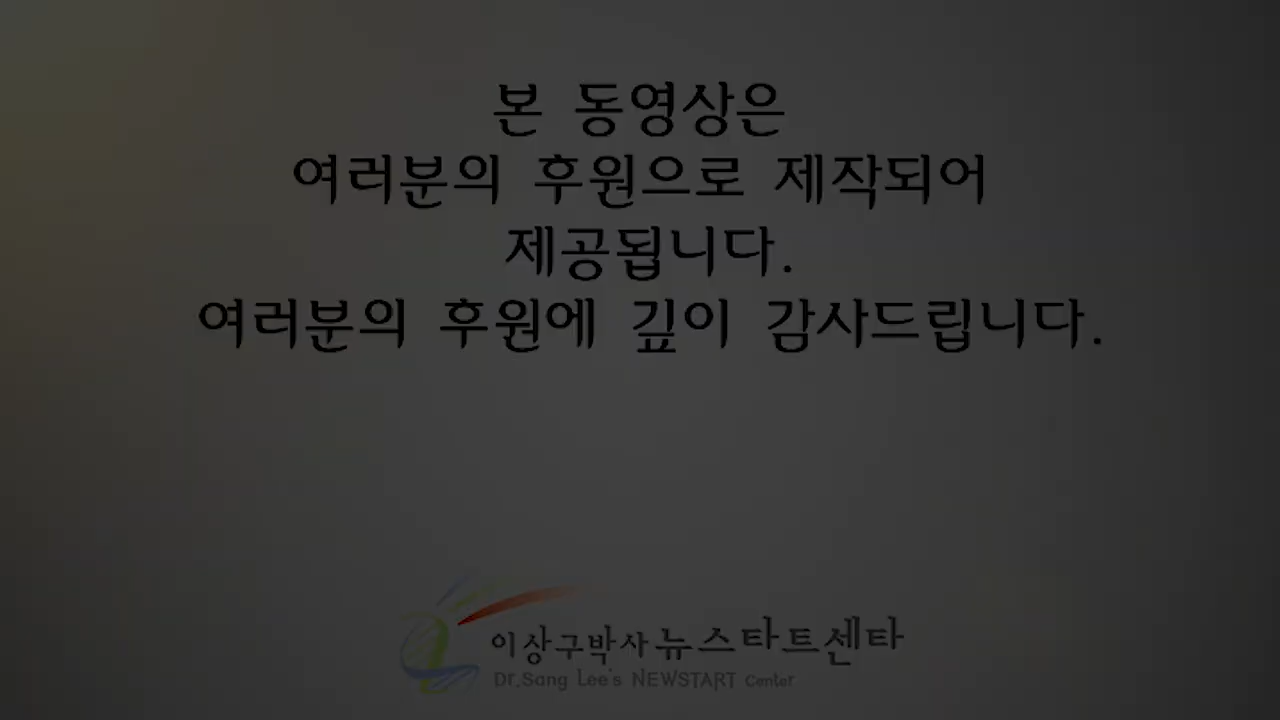 본 동영상은
여러분의 후원으로 제작되어
제공됩니다.
여러분의 후원에 깊이 감사드립니다.
이상구박사 뉴스타트센타
Dr.Sang Lee's NEWSTART Center